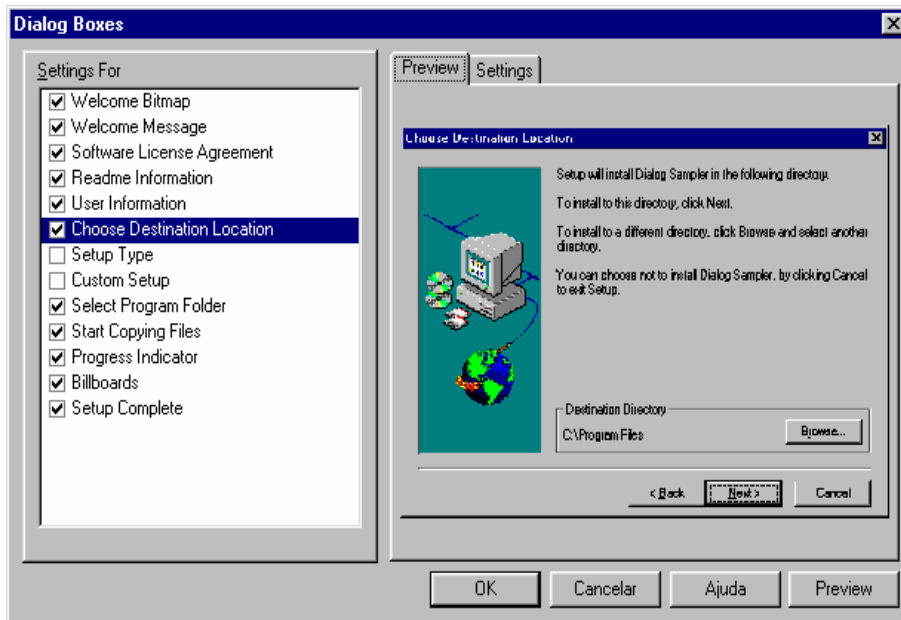 Dialog Boxes
Settings For
Welcome Bitmap
Welcome Message
Software License Agreement
Readme Information
User Information
Choose Destination Location
Setup Type
Custom Setup
Select Program Folder
Start Copying Files
Progress Indicator
Billboards
Setup Complete
Preview Settings
Choose Destination Location
Setup will install Dialog Sampler in the following directory.
To install to this directory, click Next.
To install to a different directory, click Browse and select another
directory.
You can choose not to install Dialog Sampler, by clicking Cancel
to exit Setup.
Destination Directory
C:\Program Files
Browse...
< Back Next > Cancel
OK Cancelar Ajuda Preview